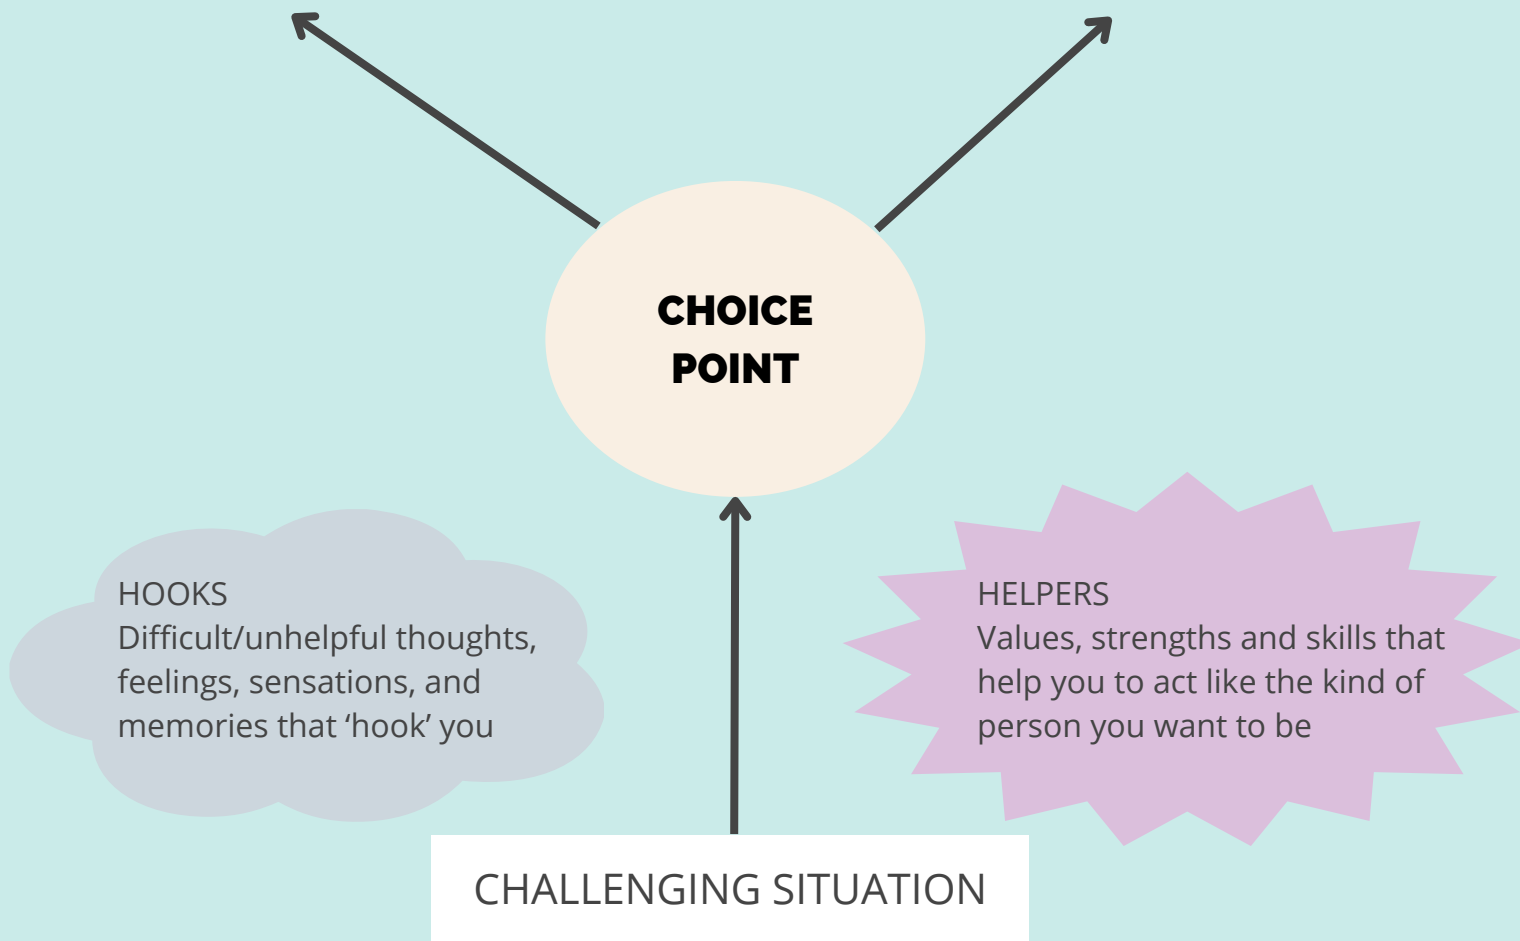 CHOICE
POINT
HOOKS
Difficult/unhelpful thoughts,
feelings, sensations, and
memories that ‘hook’ you
HELPERS
Values, strengths and skills that
help you to act like the kind of
person you want to be
CHALLENGING SITUATION